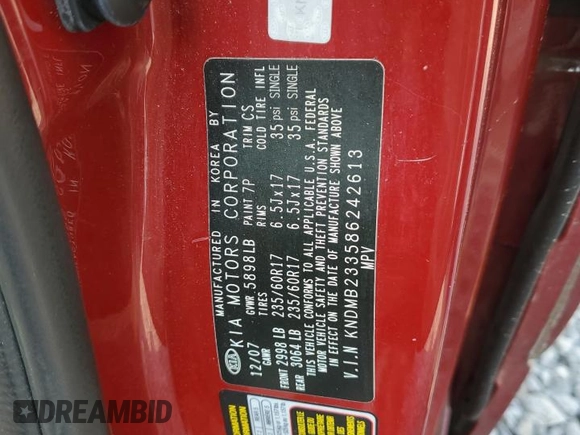 MANUFACTURED IN KOREA BY
KIA KIA MOTORS CORPORATION
12/07 GVWR 5898LB PAINT 7P TRIM CS
GAWR TIRES RIMS COLD TIRE INFL
FRONT 2998 LB 235/60R17 6.5Jx17 35 psi SINGLE
REAR 3064 LB 235/60R17 6.5Jx17 35 psi SINGLE
THIS VEHICLE CONFORMS TO ALL APPLICABLE U.S.A. FEDERAL
MOTOR VEHICLE SAFETY AND THEFT PREVENTION STANDARDS
IN EFFECT ON THE DATE OF MANUFACTURE SHOWN ABOVE
V.I.N KNDMB233586242613
MPV
DREAMBID